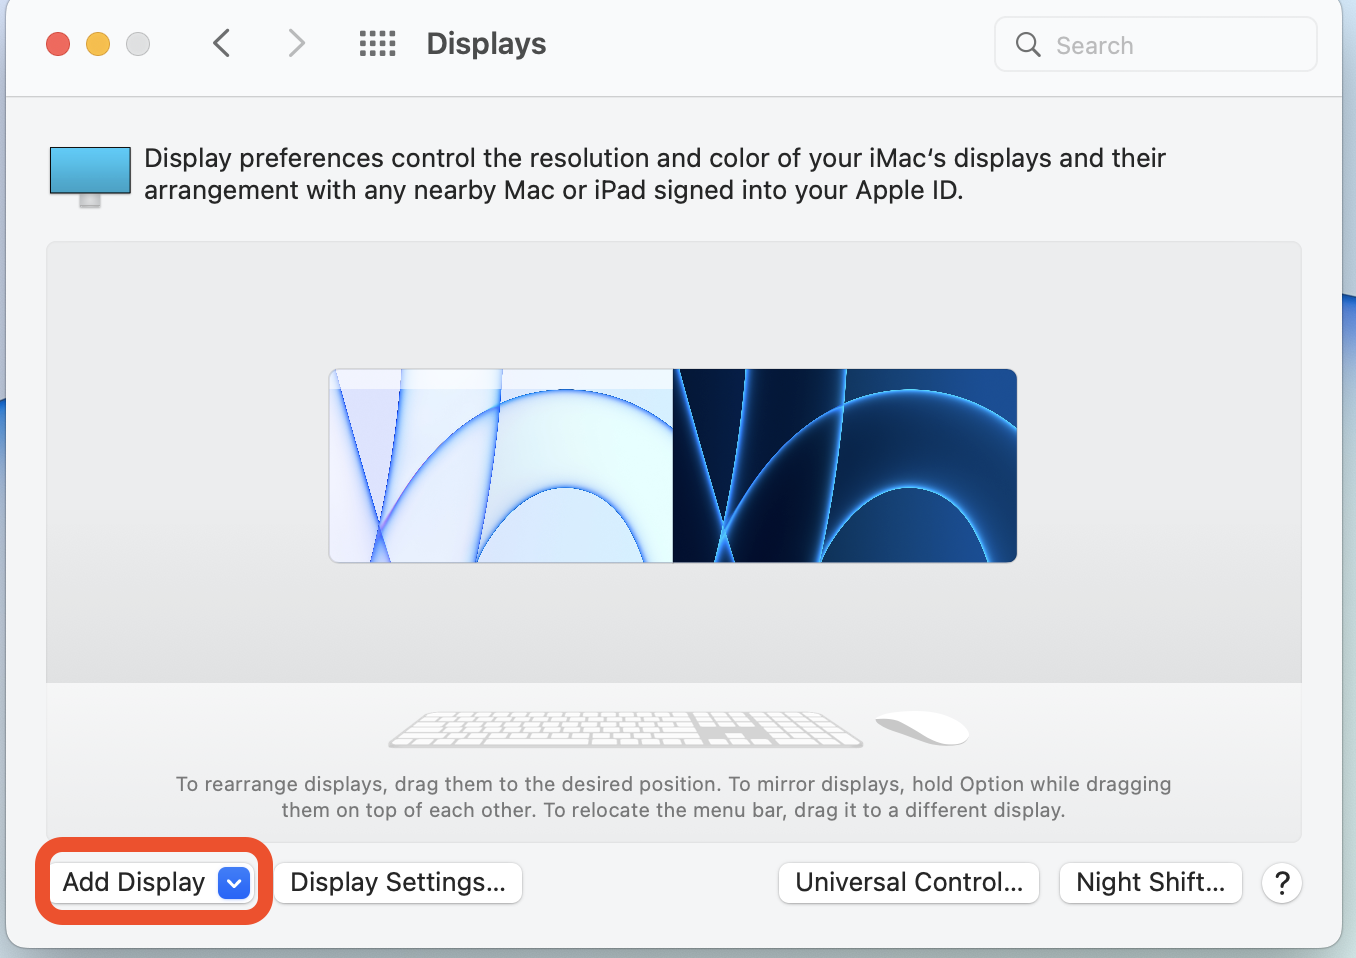 Displays
Search
Display preferences control the resolution and color of your iMac‘s displays and their
arrangement with any nearby Mac or iPad signed into your Apple ID.
To rearrange displays, drag them to the desired position. To mirror displays, hold Option while dragging
them on top of each other. To relocate the menu bar, drag it to a different display.
Add Display
Display Settings...
Universal Control...
Night Shift...
?